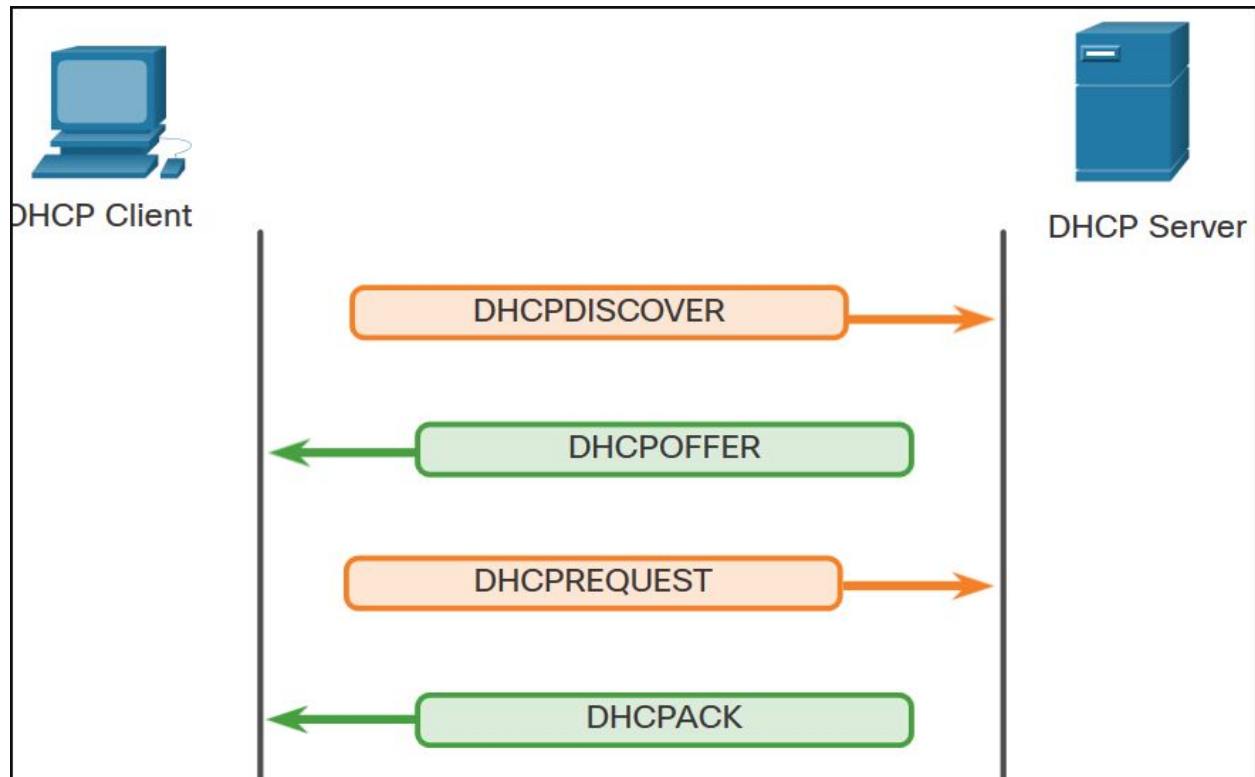 DHCP Client
DHCP Server
DHCPDISCOVER
DHCPOFFER
DHCPREQUEST
DHCPACK